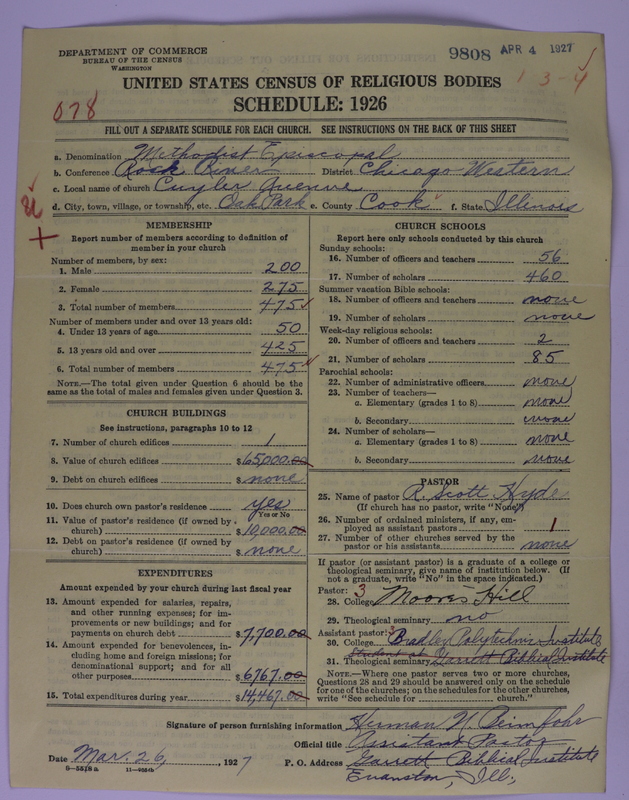 DEPARTMENT OF COMMERCE
BUREAU OF THE CENSUS
WASHINGTON
9808 APR 4 1927
1 3-4
UNITED STATES CENSUS OF RELIGIOUS BODIES
SCHEDULE: 1926
078
FILL OUT A SEPARATE SCHEDULE FOR EACH CHURCH. SEE INSTRUCTIONS ON THE BACK OF THIS SHEET
a. Denomination Methodist Episcopal
b. Conference Rock River District Chicago Western
c. Local name of church Cuyler Avenue
d. City, town, village, or township, etc. Oak Park e. County Cook f. State Illinois
MEMBERSHIP
Report number of members according to definition of member in your church
Number of members, by sex:
1. Male 200
2. Female 275
3. Total number of members 475
Number of members under and over 13 years old:
4. Under 13 years of age 50
5. 13 years old and over 425
6. Total number of members 475
NOTE.—The total given under Question 6 should be the same as the total of males and females given under Question 3.
CHURCH BUILDINGS
See instructions, paragraphs 10 to 12
7. Number of church edifices 1
8. Value of church edifices $65,000.00
9. Debt on church edifices $ none
10. Does church own pastor's residence yes
Yes or No
11. Value of pastor's residence (if owned by church) $10,000.00
12. Debt on pastor's residence (if owned by church) $ none
EXPENDITURES
Amount expended by your church during last fiscal year
13. Amount expended for salaries, repairs, and other running expenses; for improvements or new buildings; and for payments on church debt $7,700.00
14. Amount expended for benevolences, including home and foreign missions; for denominational support; and for all other purposes $6767.00
15. Total expenditures during year $14,467.00
CHURCH SCHOOLS
Report here only schools conducted by this church
Sunday schools:
16. Number of officers and teachers 56
17. Number of scholars 460
Summer vacation Bible schools:
18. Number of officers and teachers none
19. Number of scholars none
Week-day religious schools:
20. Number of officers and teachers 2
21. Number of scholars 85
Parochial schools:
22. Number of administrative officers none
23. Number of teachers—
a. Elementary (grades 1 to 8) none
b. Secondary none
24. Number of scholars—
a. Elementary (grades 1 to 8) none
b. Secondary none
PASTOR
25. Name of pastor R. Scott Hyde
(If church has no pastor, write "None")
26. Number of ordained ministers, if any, employed as assistant pastors 1
27. Number of other churches served by the pastor or his assistants none
If pastor (or assistant pastor) is a graduate of a college or theological seminary, give name of institution below. (If not a graduate, write "No" in the space indicated.)
Pastor: 3
28. College Moores Hill
29. Theological seminary no
Assistant pastor:
30. College Bradley Polytechnic Institute
Student at
31. Theological seminary Garrett Biblical Institute
NOTE.—Where one pastor serves two or more churches, Questions 28 and 29 should be answered only on the schedule for one of the churches; on the schedules for the other churches, write "See schedule for ---------- church."
Signature of person furnishing information Herman H.
Official title Assistant Pastor
Date Mar. 26, 1927 P. O. Address Garrett Biblical Institute
6-5518 a Evanston, Ill.